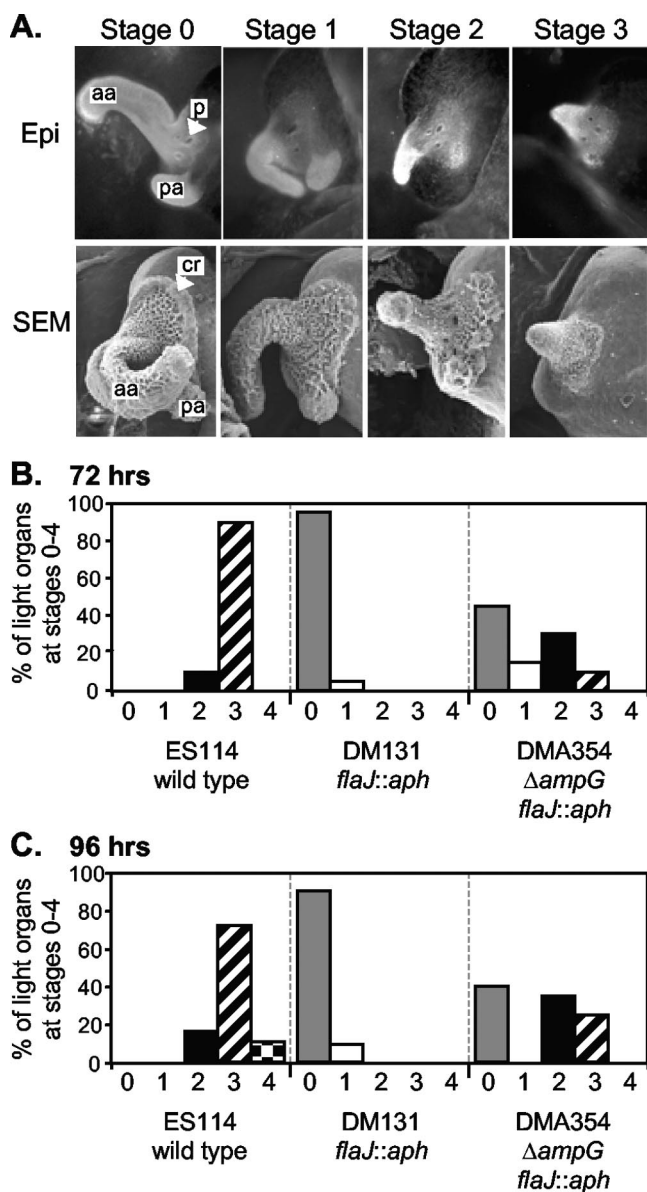 A. Stage 0 Stage 1 Stage 2 Stage 3
Epi
aa
p
pa
SEM
cr
aa
pa
B. 72 hrs
% of light organs
at stages 0-4
100
80
60
40
20
0
0 1 2 3 4 0 1 2 3 4 0 1 2 3 4
ES114 DM131 DMA354
wild type flaJ::aph ΔampG
flaJ::aph
C. 96 hrs
% of light organs
at stages 0-4
100
80
60
40
20
0
0 1 2 3 4 0 1 2 3 4 0 1 2 3 4
ES114 DM131 DMA354
wild type flaJ::aph ΔampG
flaJ::aph